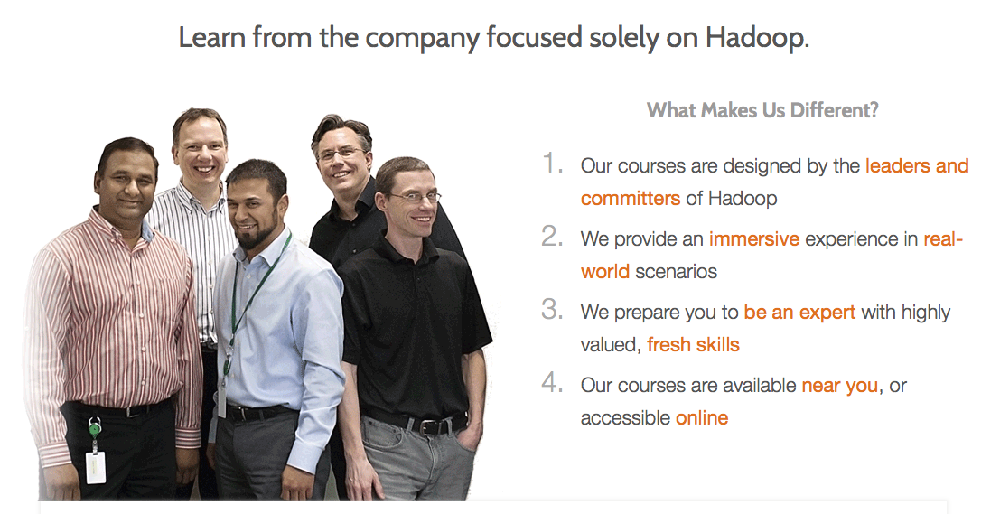 Learn from the company focused solely on Hadoop.
What Makes Us Different?
1. Our courses are designed by the leaders and
committers of Hadoop
2. We provide an immersive experience in real-
world scenarios
3. We prepare you to be an expert with highly
valued, fresh skills
4. Our courses are available near you, or
accessible online